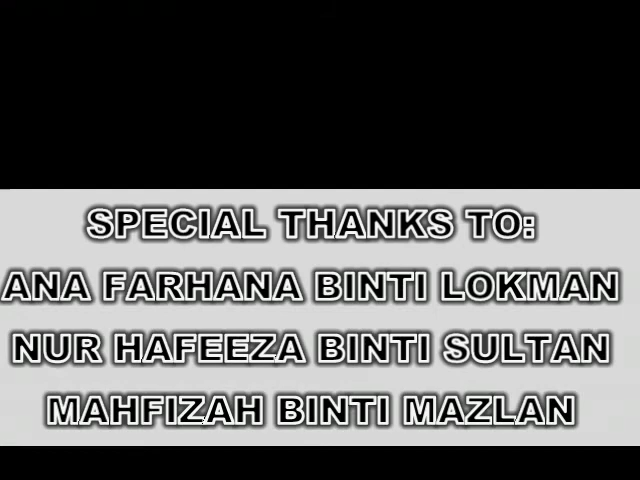 SPECIAL THANKS TO:
ANA FARHANA BINTI LOKMAN
NUR HAFEEZA BINTI SULTAN
MAHFIZAH BINTI MAZLAN